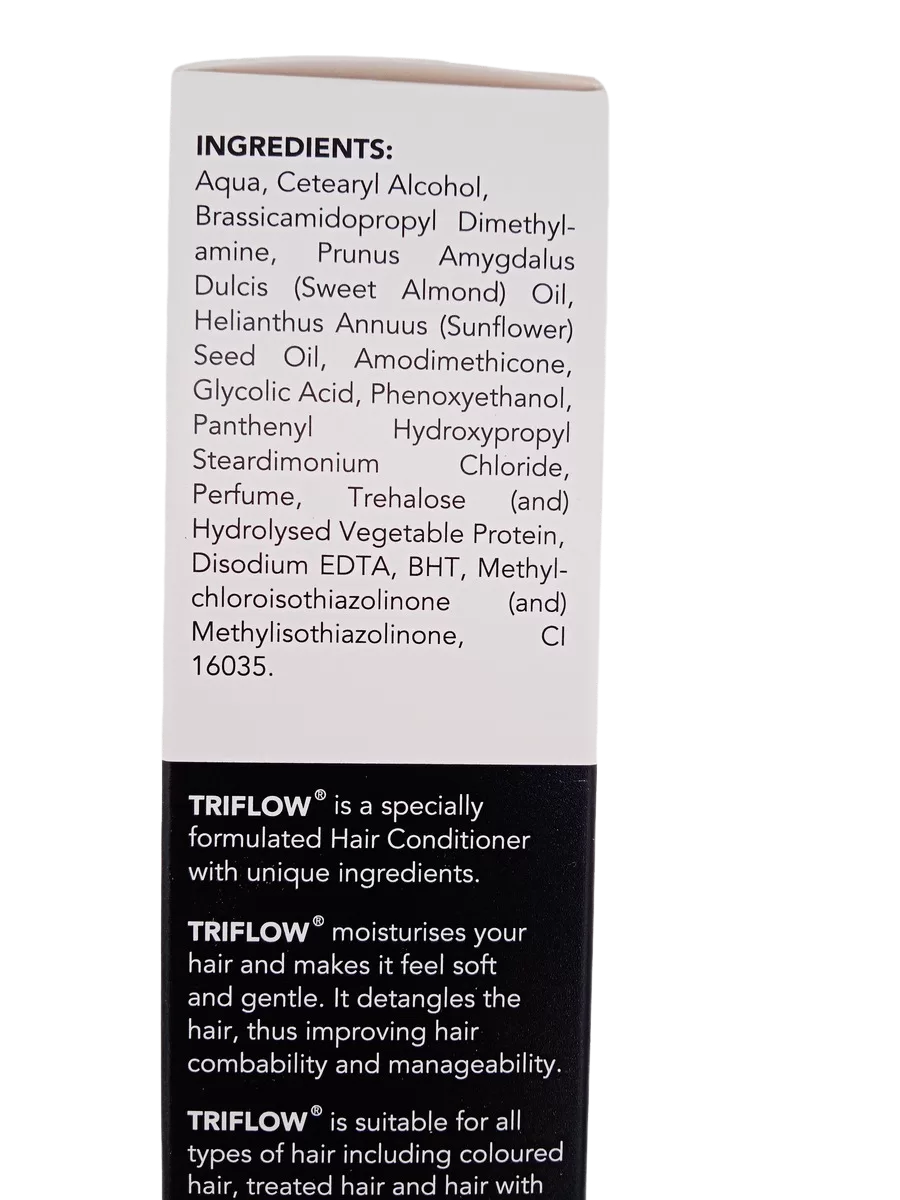 INGREDIENTS:
Aqua, Cetearyl Alcohol,
Brassicamidopropyl Dimethyl-
amine, Prunus Amygdalus
Dulcis (Sweet Almond) Oil,
Helianthus Annuus (Sunflower)
Seed Oil, Amodimethicone,
Glycolic Acid, Phenoxyethanol,
Panthenyl Hydroxypropyl
Steardimonium Chloride,
Perfume, Trehalose (and)
Hydrolysed Vegetable Protein,
Disodium EDTA, BHT, Methyl-
chloroisothiazolinone (and)
Methylisothiazolinone, CI
16035.
TRIFLOW® is a specially
formulated Hair Conditioner
with unique ingredients.
TRIFLOW® moisturises your
hair and makes it feel soft
and gentle. It detangles the
hair, thus improving hair
combability and manageability.
TRIFLOW® is suitable for all
types of hair including coloured
hair, treated hair and hair with